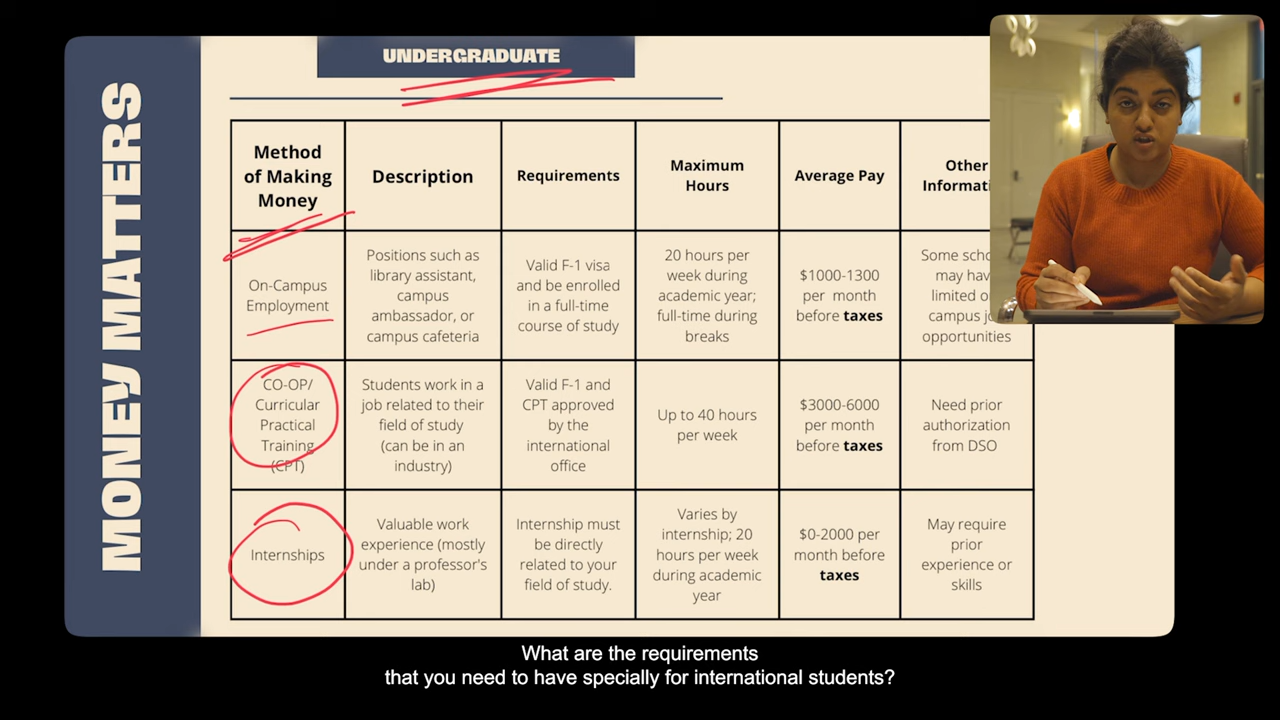 MONEY MATTERS
UNDERGRADUATE
Method
of Making
Money
Description
Requirements
Maximum
Hours
Average Pay
Other
On-Campus
Employment
Positions such as
library assistant,
campus
ambassador, or
campus cafeteria
Valid F-1 visa
and be enrolled
in a full-time
course of study
20 hours per
week during
academic year;
full-time during
breaks
$1000-1300
per month
before taxes
Some
may
limited
campus
opportunities
CO-OP/
Curricular
Practical
Training
(CPT)
Students work in a
job related to their
field of study
(can be in an
industry)
Valid F-1 and
CPT approved
by the
international
office
Up to 40 hours
per week
$3000-6000
per month
before taxes
Need prior
authorization
from DSO
Internships
Valuable work
experience (mostly
under a professor's
lab)
Internship must
be directly
related to your
field of study.
Varies by
internship; 20
hours per week
during academic
year
$0-2000 per
month before
taxes
May require
prior
experience or
skills
What are the requirements
that you need to have specially for international students?